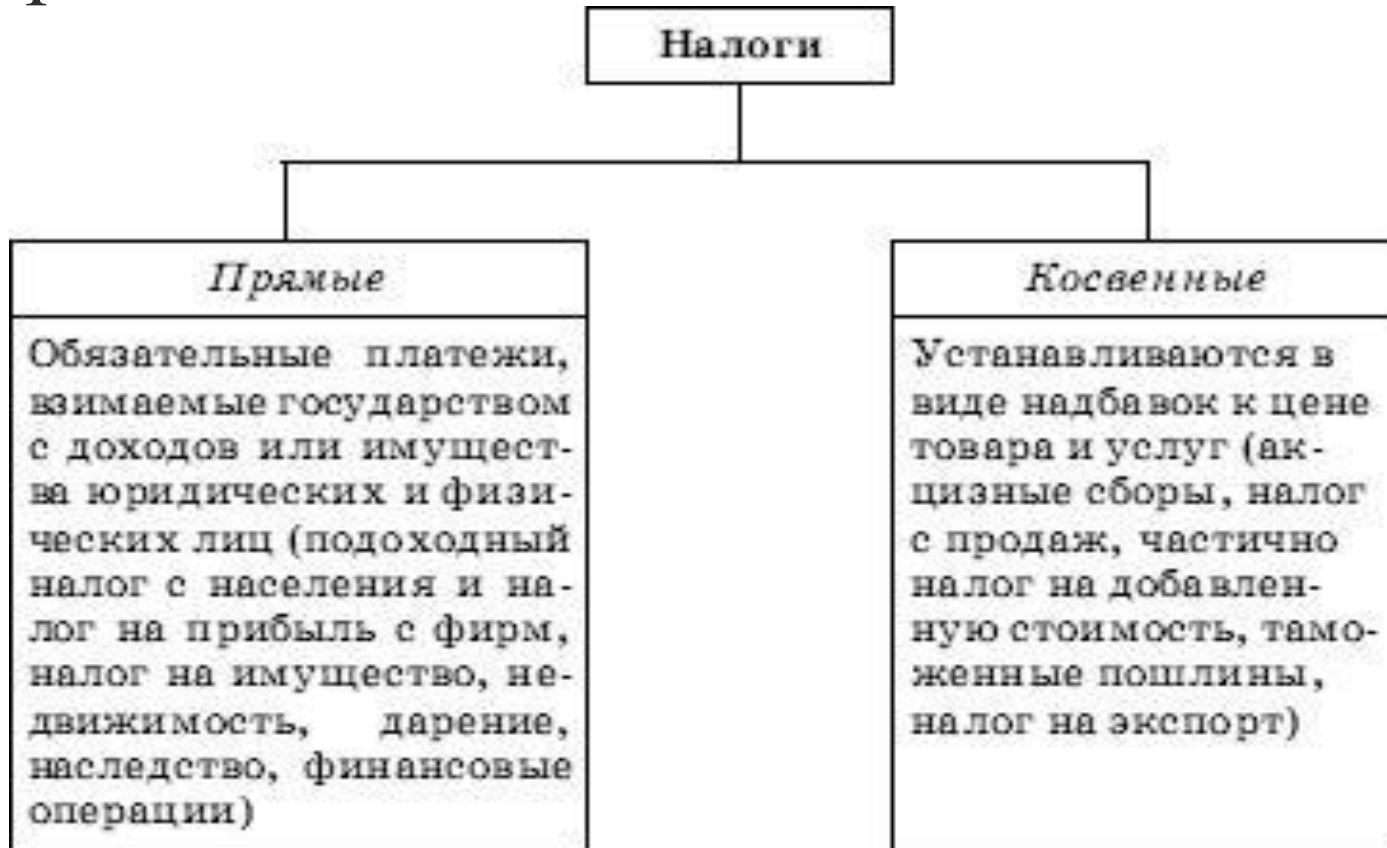 Налоги
Прямые
Обязательные платежи,
взимаемые государством
с доходов или имущест-
ва юридических и физи-
ческих лиц (подоходный
налог с населения и на-
лог на прибыль с фирм,
налог на имущество, не-
движимость, дарение,
наследство, финансовые
операции)
Косвенные
Устанавливаются в
виде надбавок к цене
товара и услуг (ак-
цизные сборы, налог
с продаж, частично
налог на добавлен-
ную стоимость, тамо-
женные пошлины,
налог на экспорт)